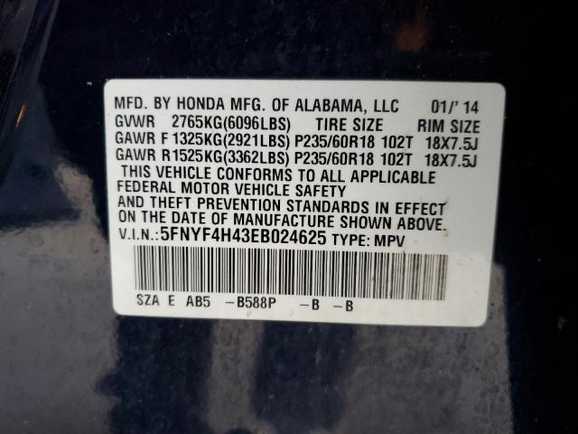 MFD. BY HONDA MFG. OF ALABAMA, LLC 01/'14
GVWR 2765KG(6096LBS) TIRE SIZE RIM SIZE
GAWR F 1325KG(2921LBS) P235/60R18 102T 18X7.5J
GAWR R 1525KG(3362LBS) P235/60R18 102T 18X7.5J
THIS VEHICLE CONFORMS TO ALL APPLICABLE
FEDERAL MOTOR VEHICLE SAFETY
AND THEFT PREVENTION STANDARDS IN EFFECT
ON THE DATE OF MANUFACTURE SHOWN ABOVE.
V.I.N.:5FNYF4H43EB024625 TYPE: MPV
SZA E AB5 -B588P -B -B